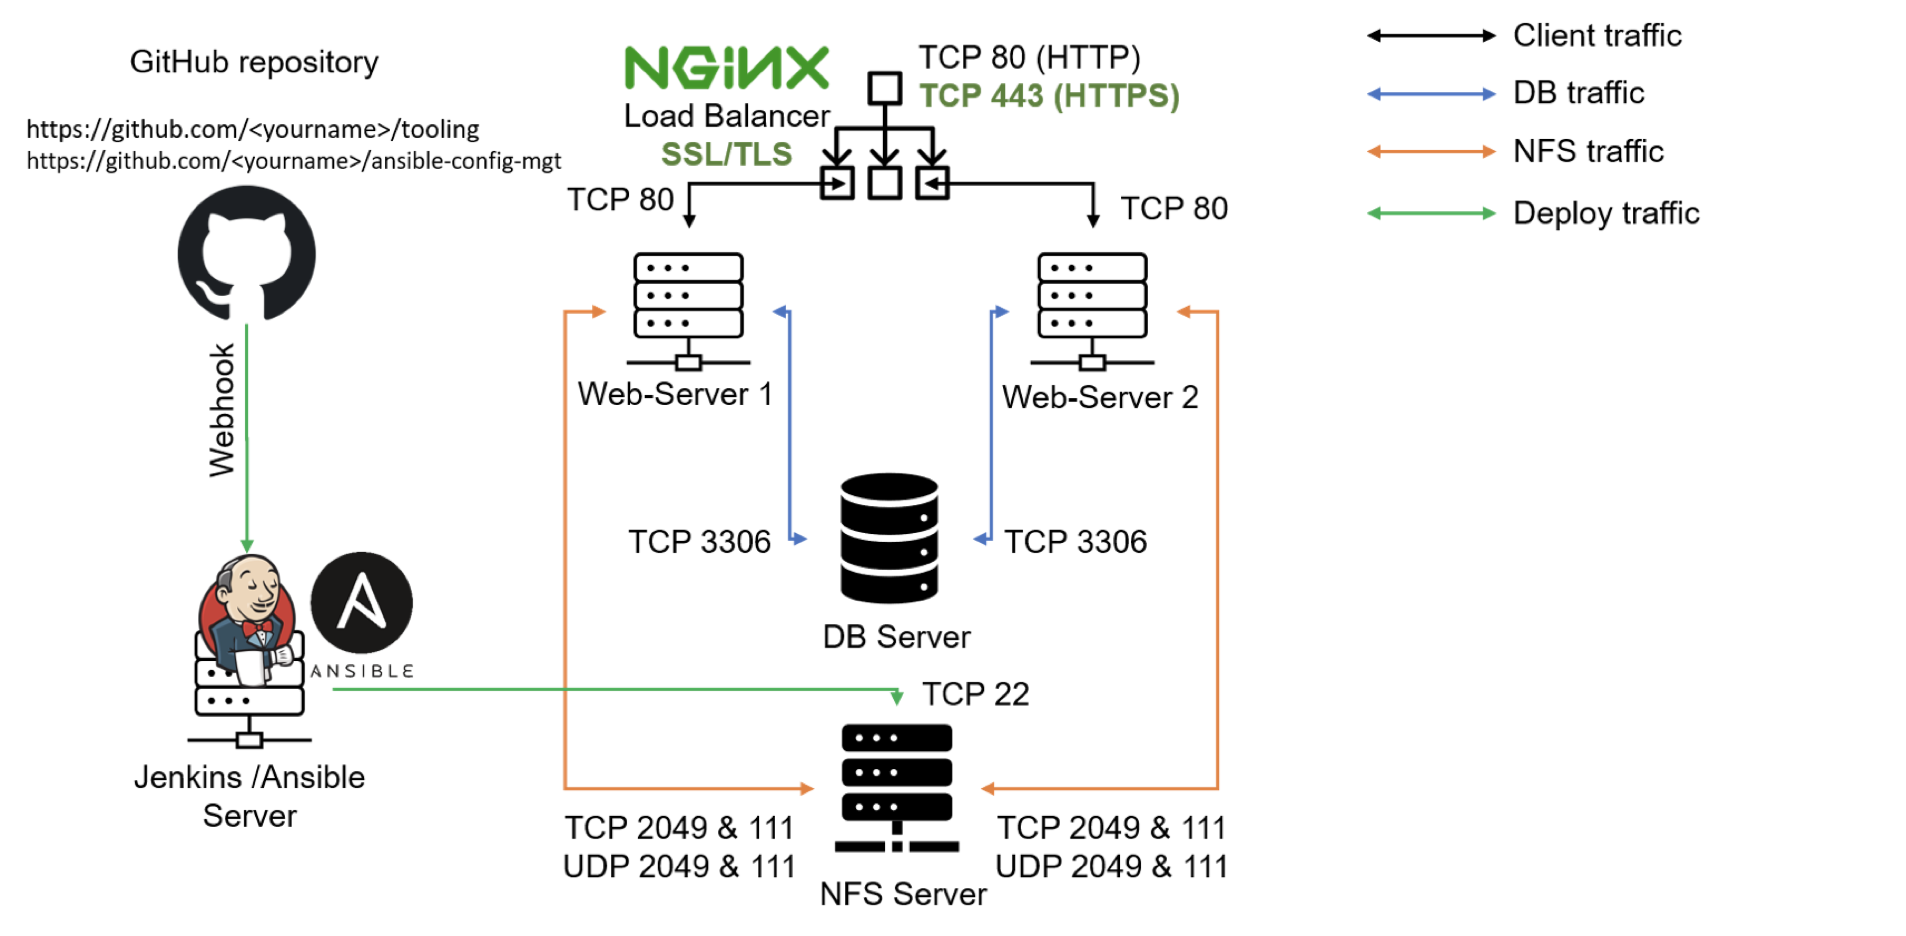 GitHub repository
https://github.com/<yourname>/tooling
https://github.com/<yourname>/ansible-config-mgt
NGINX
Load Balancer
SSL/TLS
TCP 80 (HTTP)
TCP 443 (HTTPS)
Client traffic
DB traffic
NFS traffic
Deploy traffic
TCP 80
TCP 80
Webhook
Web-Server 1
Web-Server 2
TCP 3306
TCP 3306
DB Server
ANSIBLE
TCP 22
Jenkins /Ansible
Server
TCP 2049 & 111
UDP 2049 & 111
TCP 2049 & 111
UDP 2049 & 111
NFS Server